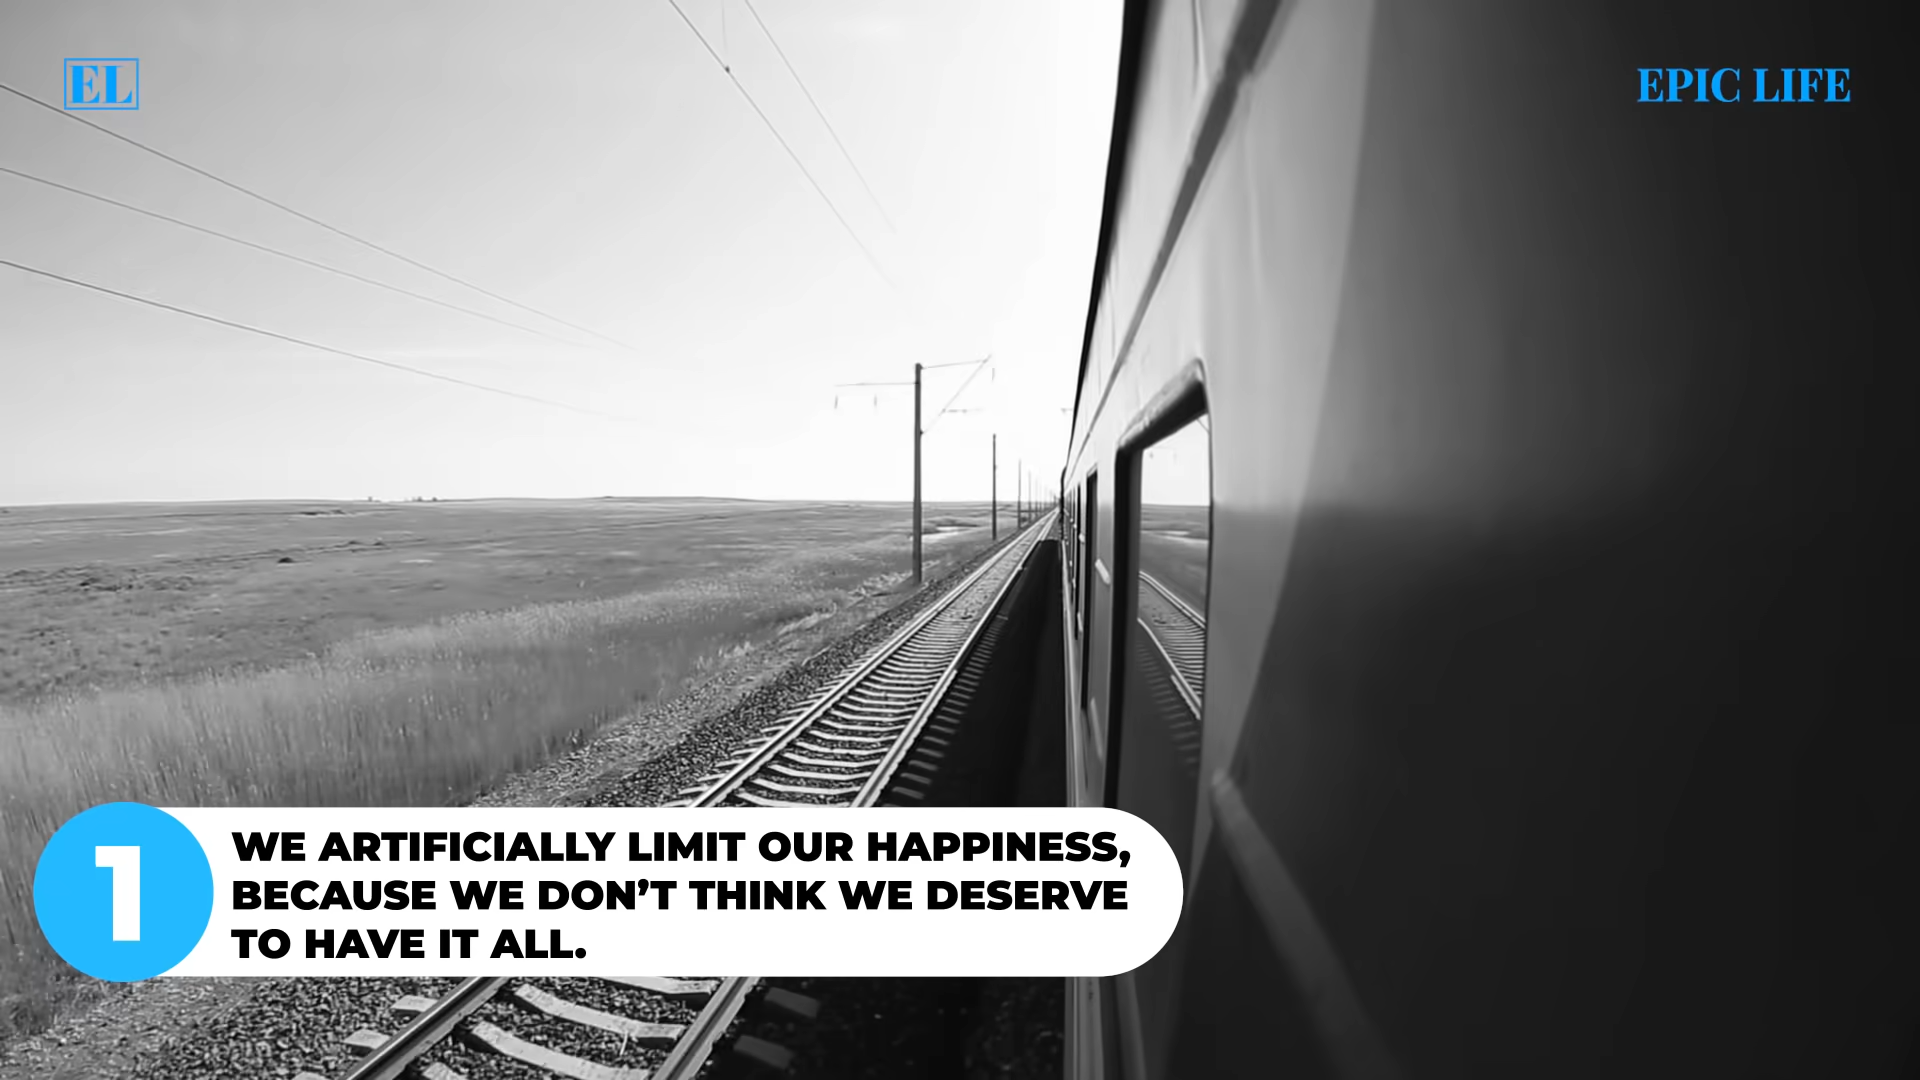 EL
EPIC LIFE
1
WE ARTIFICIALLY LIMIT OUR HAPPINESS,
BECAUSE WE DON’T THINK WE DESERVE
TO HAVE IT ALL.